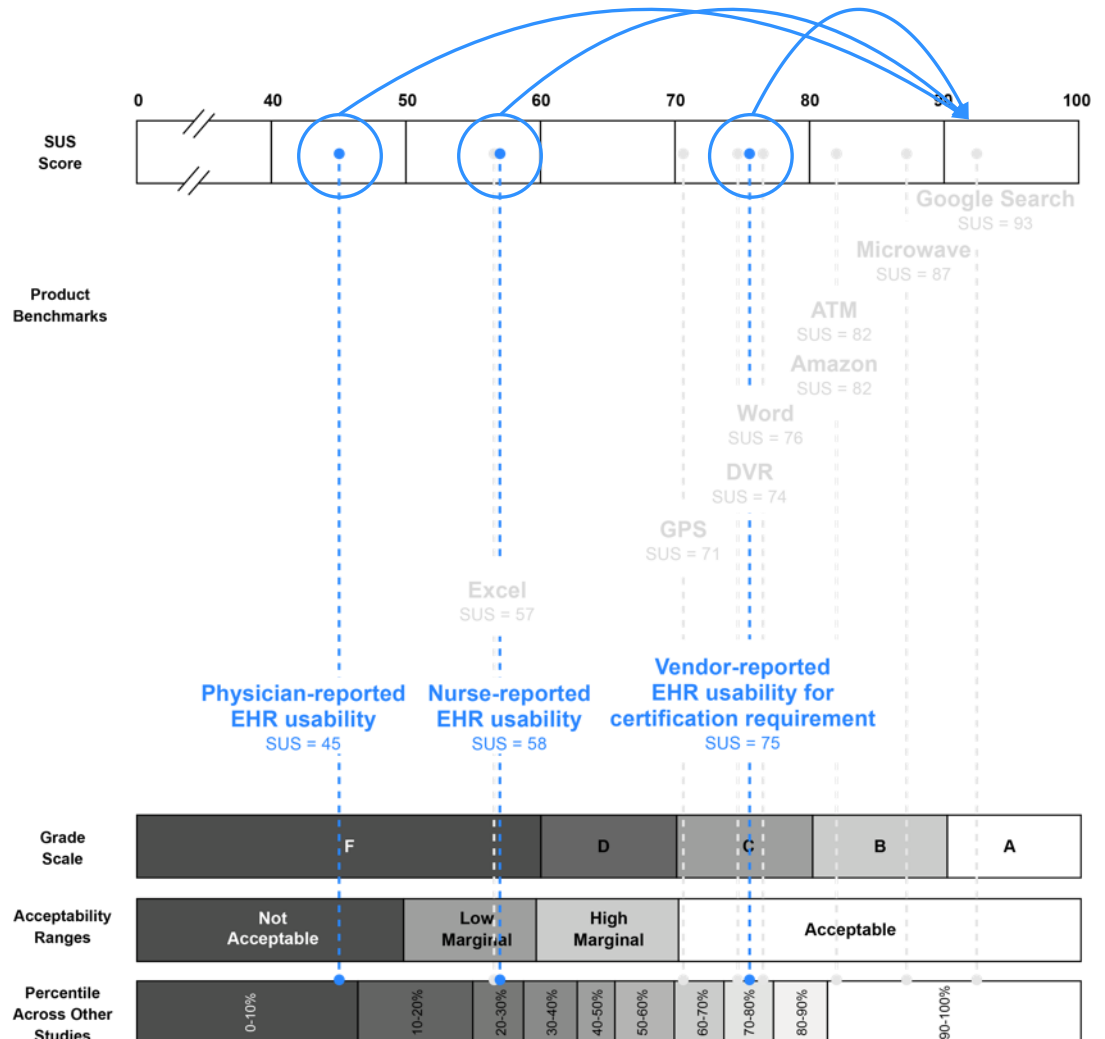 0 40 50 60 70 80 90 100
SUS
Score
Google Search
SUS = 93
Microwave
SUS = 87
Product
Benchmarks
ATM
SUS = 82
Amazon
SUS = 82
Word
SUS = 76
DVR
SUS = 74
GPS
SUS = 71
Excel
SUS = 57
Physician-reported
EHR usability
SUS = 45
Nurse-reported
EHR usability
SUS = 58
Vendor-reported
EHR usability for
certification requirement
SUS = 75
Grade
Scale
F D C B A
Acceptability
Ranges
Not
Acceptable
Low
Marginal
High
Marginal
Acceptable
Percentile
Across Other
Studies
0-10%
10-20%
20-30%
30-40%
40-50%
50-60%
60-70%
70-80%
80-90%
90-100%